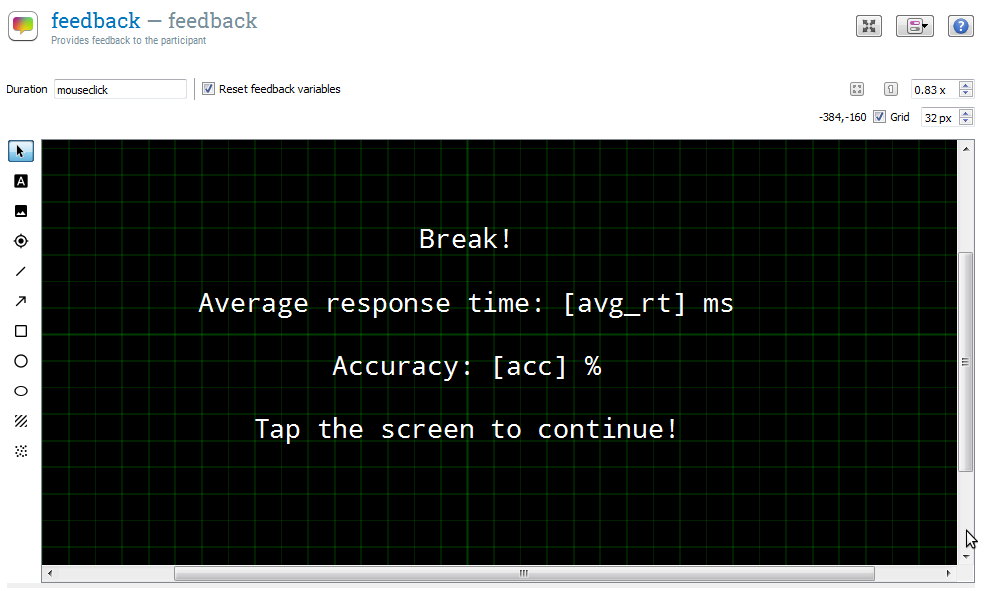 feedback — feedback
Provides feedback to the participant
Duration mouseclick Reset feedback variables 0.83 x
-384,-160 Grid 32 px
A
Break!
Average response time: [avg_rt] ms
Accuracy: [acc] %
Tap the screen to continue!